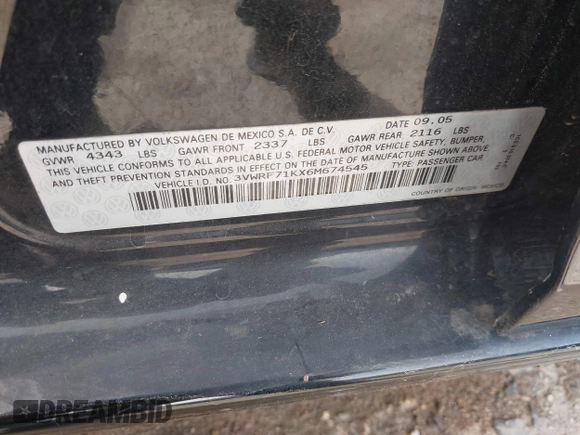 MANUFACTURED BY VOLKSWAGEN DE MEXICO S.A. DE C.V. DATE 09.05
GVWR 4343 LBS GAWR FRONT 2337 LBS GAWR REAR 2116 LBS
THIS VEHICLE CONFORMS TO ALL APPLICABLE U.S. FEDERAL MOTOR VEHICLE SAFETY, BUMPER,
AND THEFT PREVENTION STANDARDS IN EFFECT ON THE DATE OF MANUFACTURE SHOWN ABOVE.
VEHICLE I.D. NO. 3VWRF71KX6M674545 TYPE: PASSENGER CAR
COUNTRY OF ORIGIN: MEXICO
DREAMBID